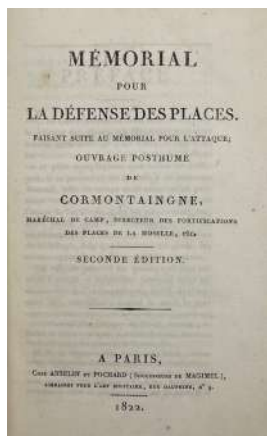 MÉMORIAL
POUR
LA DÉFENSE DES PLACES.
FAISANT SUITE AU MÉMORIAL POUR L'ATTAQUE;
OUVRAGE POSTHUME
DE
CORMONTAINGNE,
MARÉCHAL DE CAMP, DIRECTEUR DES FORTIFICATIONS
DES PLACES DE LA MOSELLE,
SECONDE ÉDITION.
A PARIS,
CHEZ ANSELIN ET POCHARD (SUCCESSEURS DE MAGIMEL),
LIBRAIRES POUR L'ART MILITAIRE, RUE DAUPHINE, Nº 9.
1822.